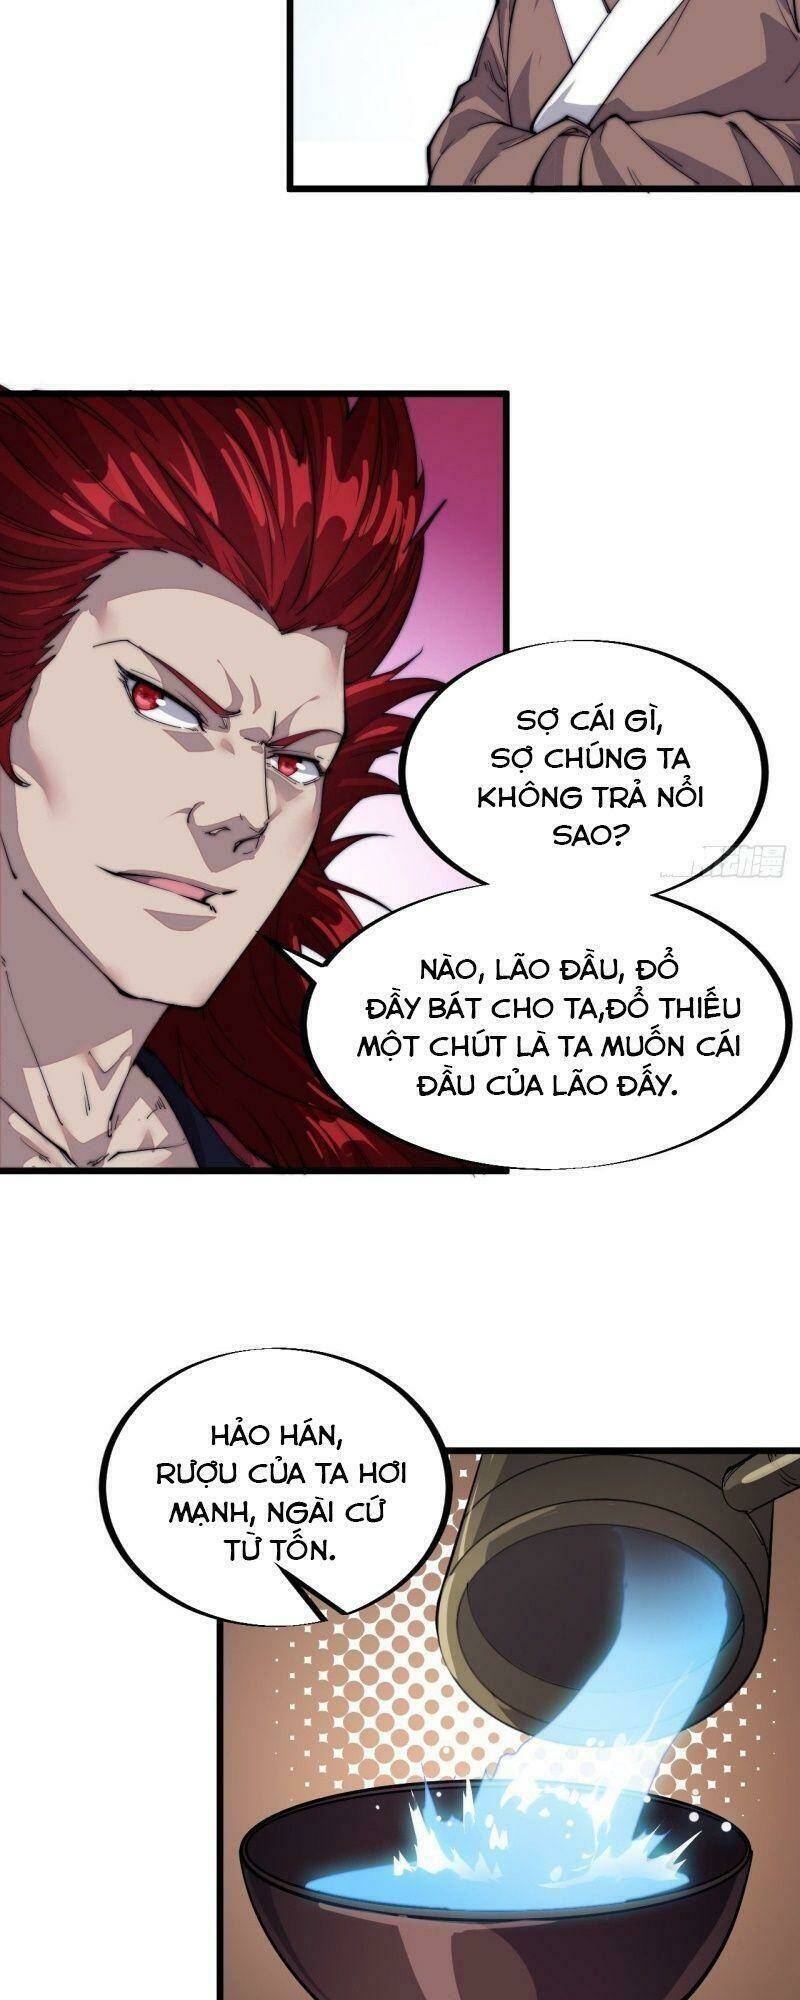 SỢ CÁI GÌ,
SỢ CHÚNG TA
KHÔNG TRẢ NỔI
SAO?
NÀO, LÃO ĐẦU, ĐỔ
ĐẦY BÁT CHO TA,ĐỔ THIẾU
MỘT CHÚT LÀ TA MUỐN CÁI
ĐẦU CỦA LÃO ĐẤY.
HẢO HÁN,
RƯỢU CỦA TA HƠI
MẠNH, NGÀI CỨ
TỪ TỐN.